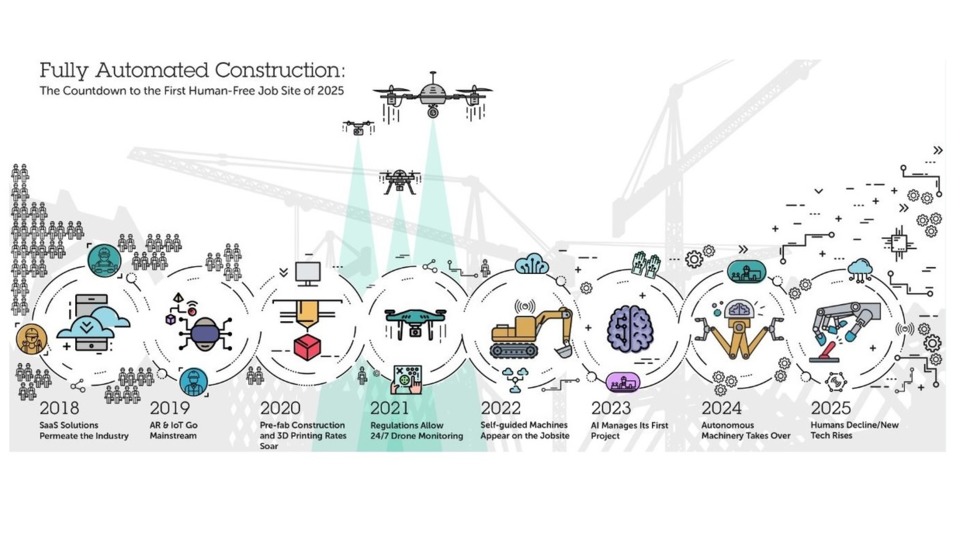 Fully Automated Construction:
The Countdown to the First Human-Free Job Site of 2025
2018
SaaS Solutions
Permeate the Industry
2019
AR & IoT Go
Mainstream
2020
Pre-fab Construction
and 3D Printing Rates
Soar
2021
Regulations Allow
24/7 Drone Monitoring
2022
Self-guided Machines
Appear on the Jobsite
2023
AI Manages Its First
Project
2024
Autonomous
Machinery Takes Over
2025
Humans Decline/New
Tech Rises